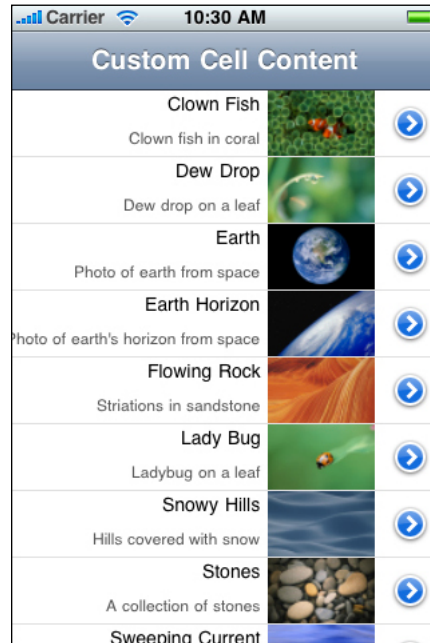 Carrier 10:30 AM
Custom Cell Content
Clown Fish
Clown fish in coral
Dew Drop
Dew drop on a leaf
Earth
Photo of earth from space
Earth Horizon
Photo of earth's horizon from space
Flowing Rock
Striations in sandstone
Lady Bug
Ladybug on a leaf
Snowy Hills
Hills covered with snow
Stones
A collection of stones
Sweeping Current